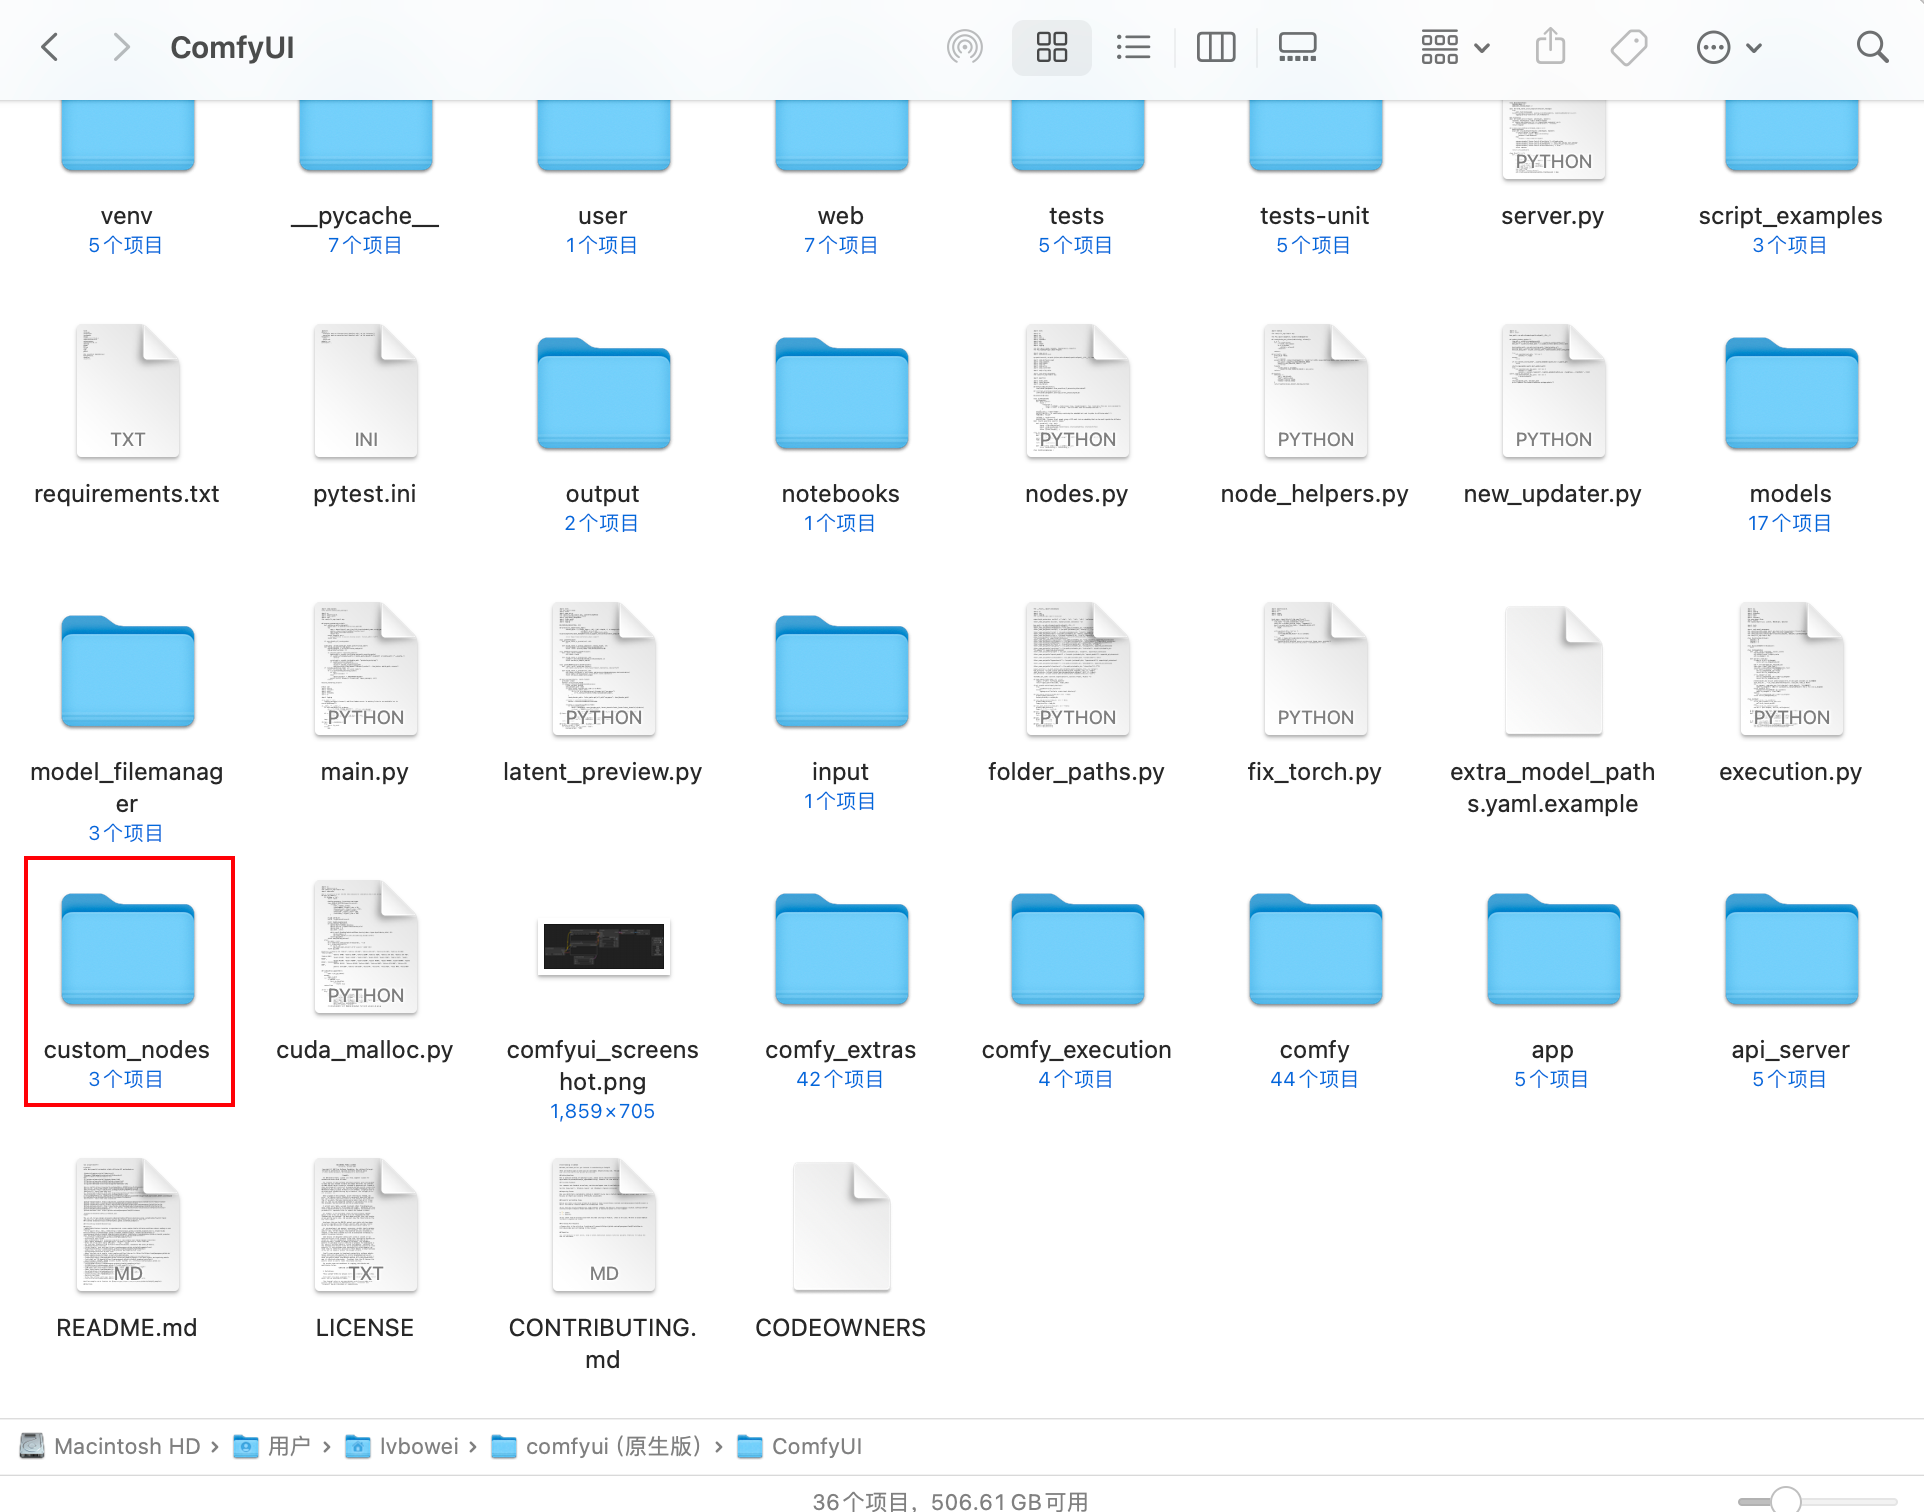 ComfyUI
PYTHON
venv
__pycache__
user
web
tests
tests-unit
server.py
script_examples
5个项目
7个项目
1个项目
7个项目
5个项目
5个项目
3个项目
TXT
INI
PYTHON
PYTHON
PYTHON
requirements.txt
pytest.ini
output
notebooks
nodes.py
node_helpers.py
new_updater.py
models
2个项目
1个项目
17个项目
PYTHON
PYTHON
PYTHON
PYTHON
PYTHON
model_filemanag
er
main.py
latent_preview.py
input
folder_paths.py
fix_torch.py
extra_model_path
s.yaml.example
execution.py
3个项目
1个项目
PYTHON
custom_nodes
cuda_malloc.py
comfyui_screens
hot.png
comfy_extras
comfy_execution
comfy
app
api_server
3个项目
1,859×705
42个项目
4个项目
44个项目
5个项目
5个项目
MD
TXT
MD
README.md
LICENSE
CONTRIBUTING.
md
CODEOWNERS
Macintosh HD › 用户 › lvbowei › comfyui (原生版) › ComfyUI
36个项目，506.61 GB可用